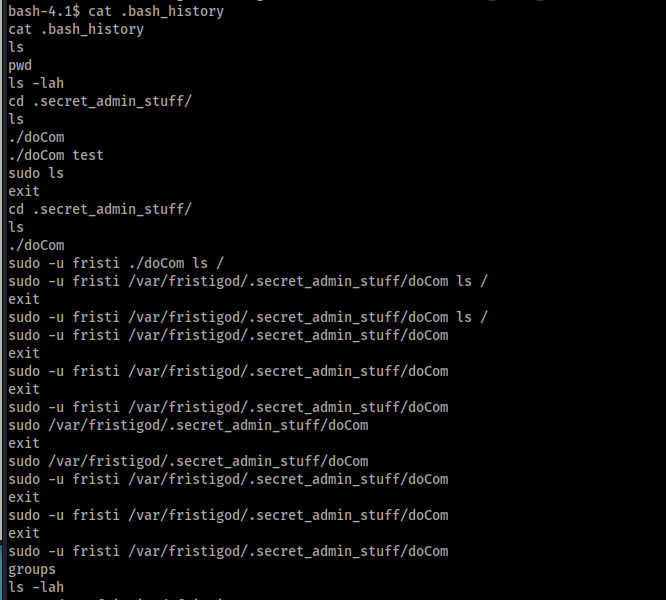 bash-4.1$ cat .bash_history
cat .bash_history
ls
pwd
ls -lah
cd .secret_admin_stuff/
ls
./doCom
./doCom test
sudo ls
exit
cd .secret_admin_stuff/
ls
./doCom
sudo -u fristi ./doCom ls /
sudo -u fristi /var/fristigod/.secret_admin_stuff/doCom ls /
exit
sudo -u fristi /var/fristigod/.secret_admin_stuff/doCom ls /
sudo -u fristi /var/fristigod/.secret_admin_stuff/doCom
exit
sudo -u fristi /var/fristigod/.secret_admin_stuff/doCom
exit
sudo -u fristi /var/fristigod/.secret_admin_stuff/doCom
sudo /var/fristigod/.secret_admin_stuff/doCom
exit
sudo /var/fristigod/.secret_admin_stuff/doCom
sudo -u fristi /var/fristigod/.secret_admin_stuff/doCom
exit
sudo -u fristi /var/fristigod/.secret_admin_stuff/doCom
exit
sudo -u fristi /var/fristigod/.secret_admin_stuff/doCom
groups
ls -lah